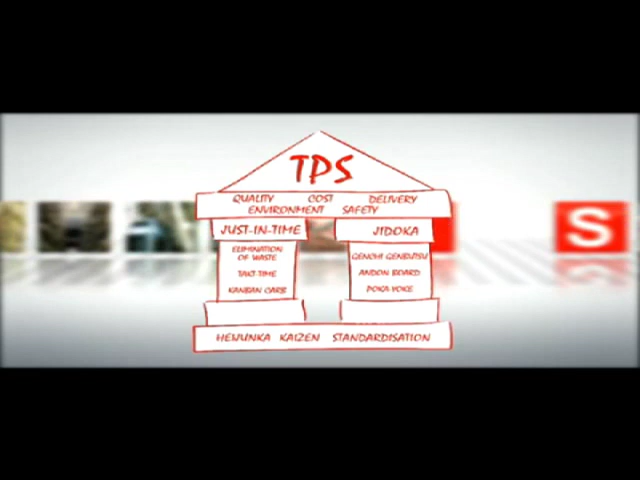 TPS
QUALITY COST DELIVERY
ENVIRONMENT SAFETY
JUST-IN-TIME
JIDOKA
ELIMINATION
OF WASTE
TAKT-TIME
KANBAN CARD
GENCHI GENBUTSU
ANDON BOARD
POKA-YOKE
HEIJUNKA KAIZEN STANDARDISATION
S